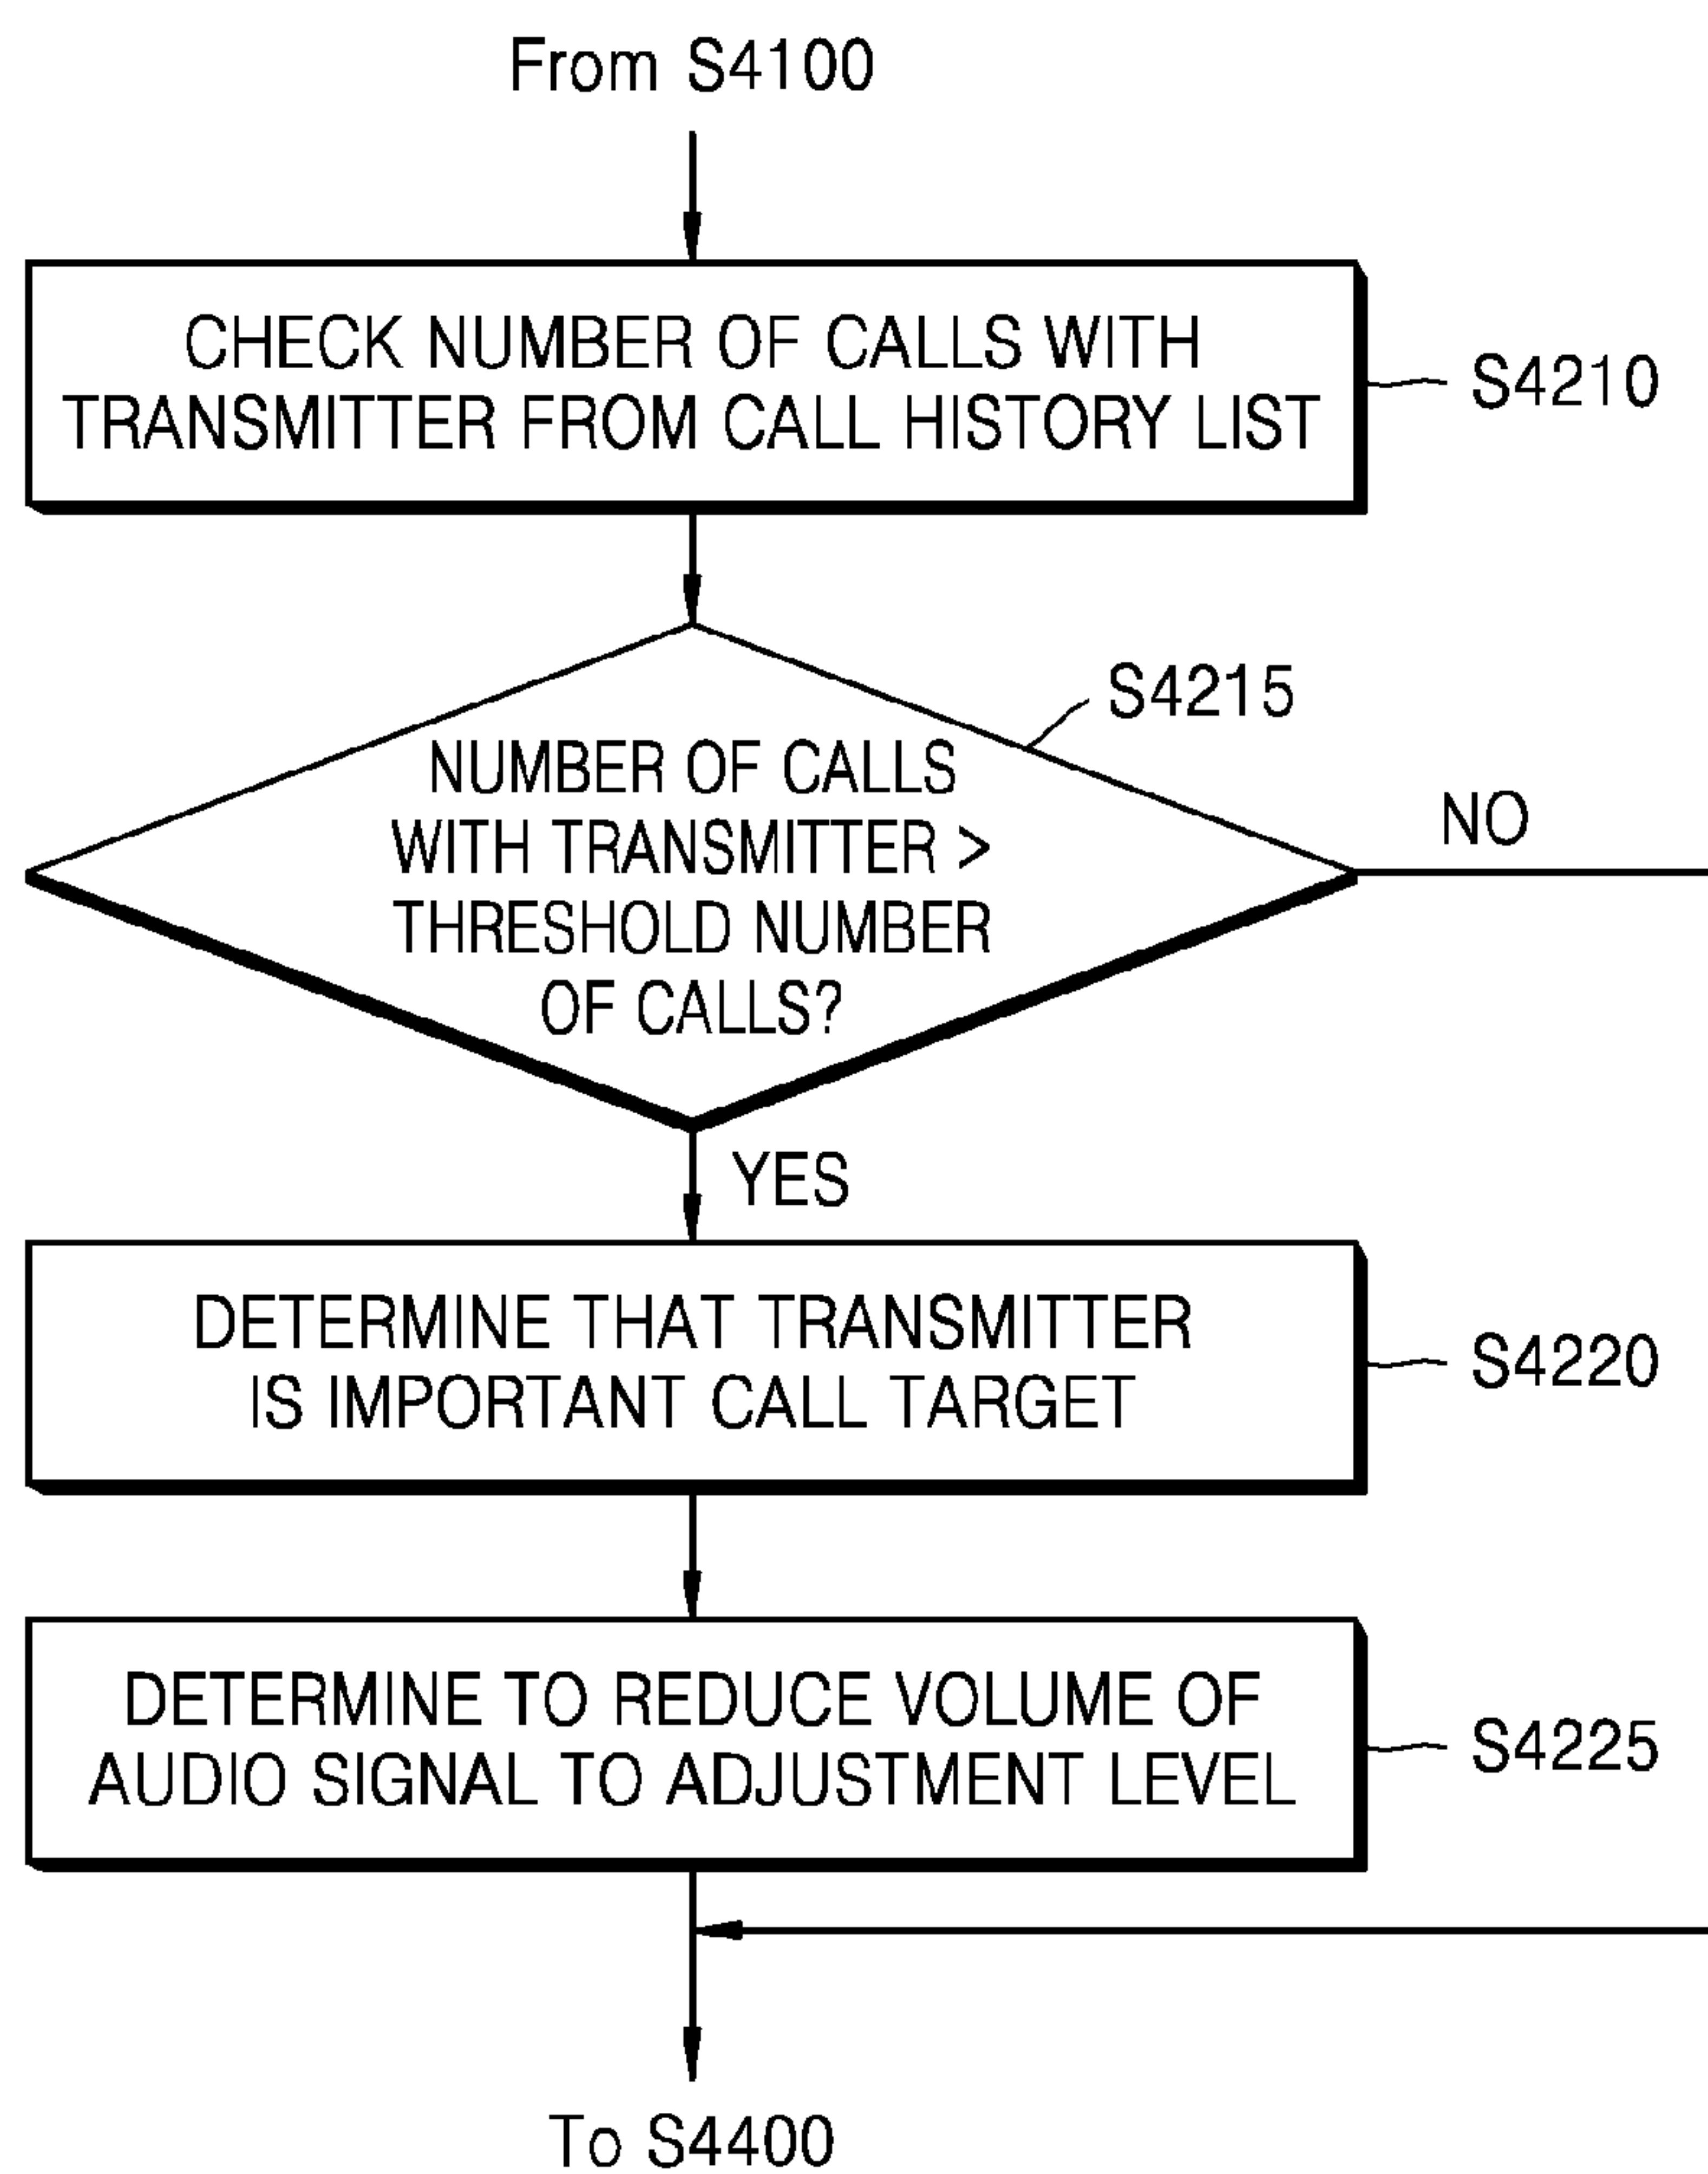 From S4100
CHECK NUMBER OF CALLS WITH
TRANSMITTER FROM CALL HISTORY LIST
S4210
S4215
NUMBER OF CALLS
WITH TRANSMITTER >
THRESHOLD NUMBER
OF CALLS?
NO
YES
DETERMINE THAT TRANSMITTER
IS IMPORTANT CALL TARGET
S4220
DETERMINE TO REDUCE VOLUME OF
AUDIO SIGNAL TO ADJUSTMENT LEVEL
S4225
To S4400